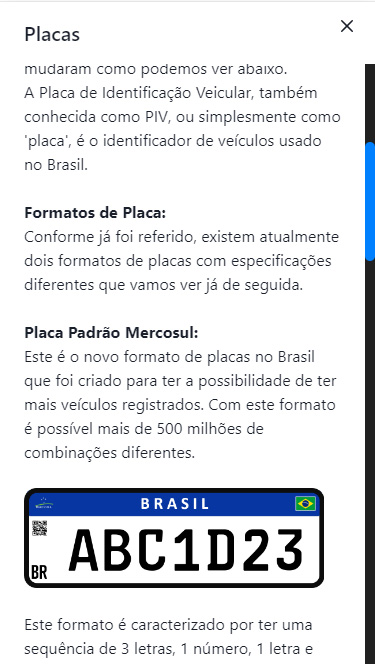 Placas
mudaram como podemos ver abaixo.
A Placa de Identificação Veicular, também
conhecida como PIV, ou simplesmente como
'placa', é o identificador de veículos usado
no Brasil.
Formatos de Placa:
Conforme já foi referido, existem atualmente
dois formatos de placas com especificações
diferentes que vamos ver já de seguida.
Placa Padrão Mercosul:
Este é o novo formato de placas no Brasil
que foi criado para ter a possibilidade de ter
mais veículos registrados. Com este formato
é possível mais de 500 milhões de
combinações diferentes.
BRASIL
ABC1D23
BR
Este formato é caracterizado por ter uma
sequência de 3 letras, 1 número, 1 letra e